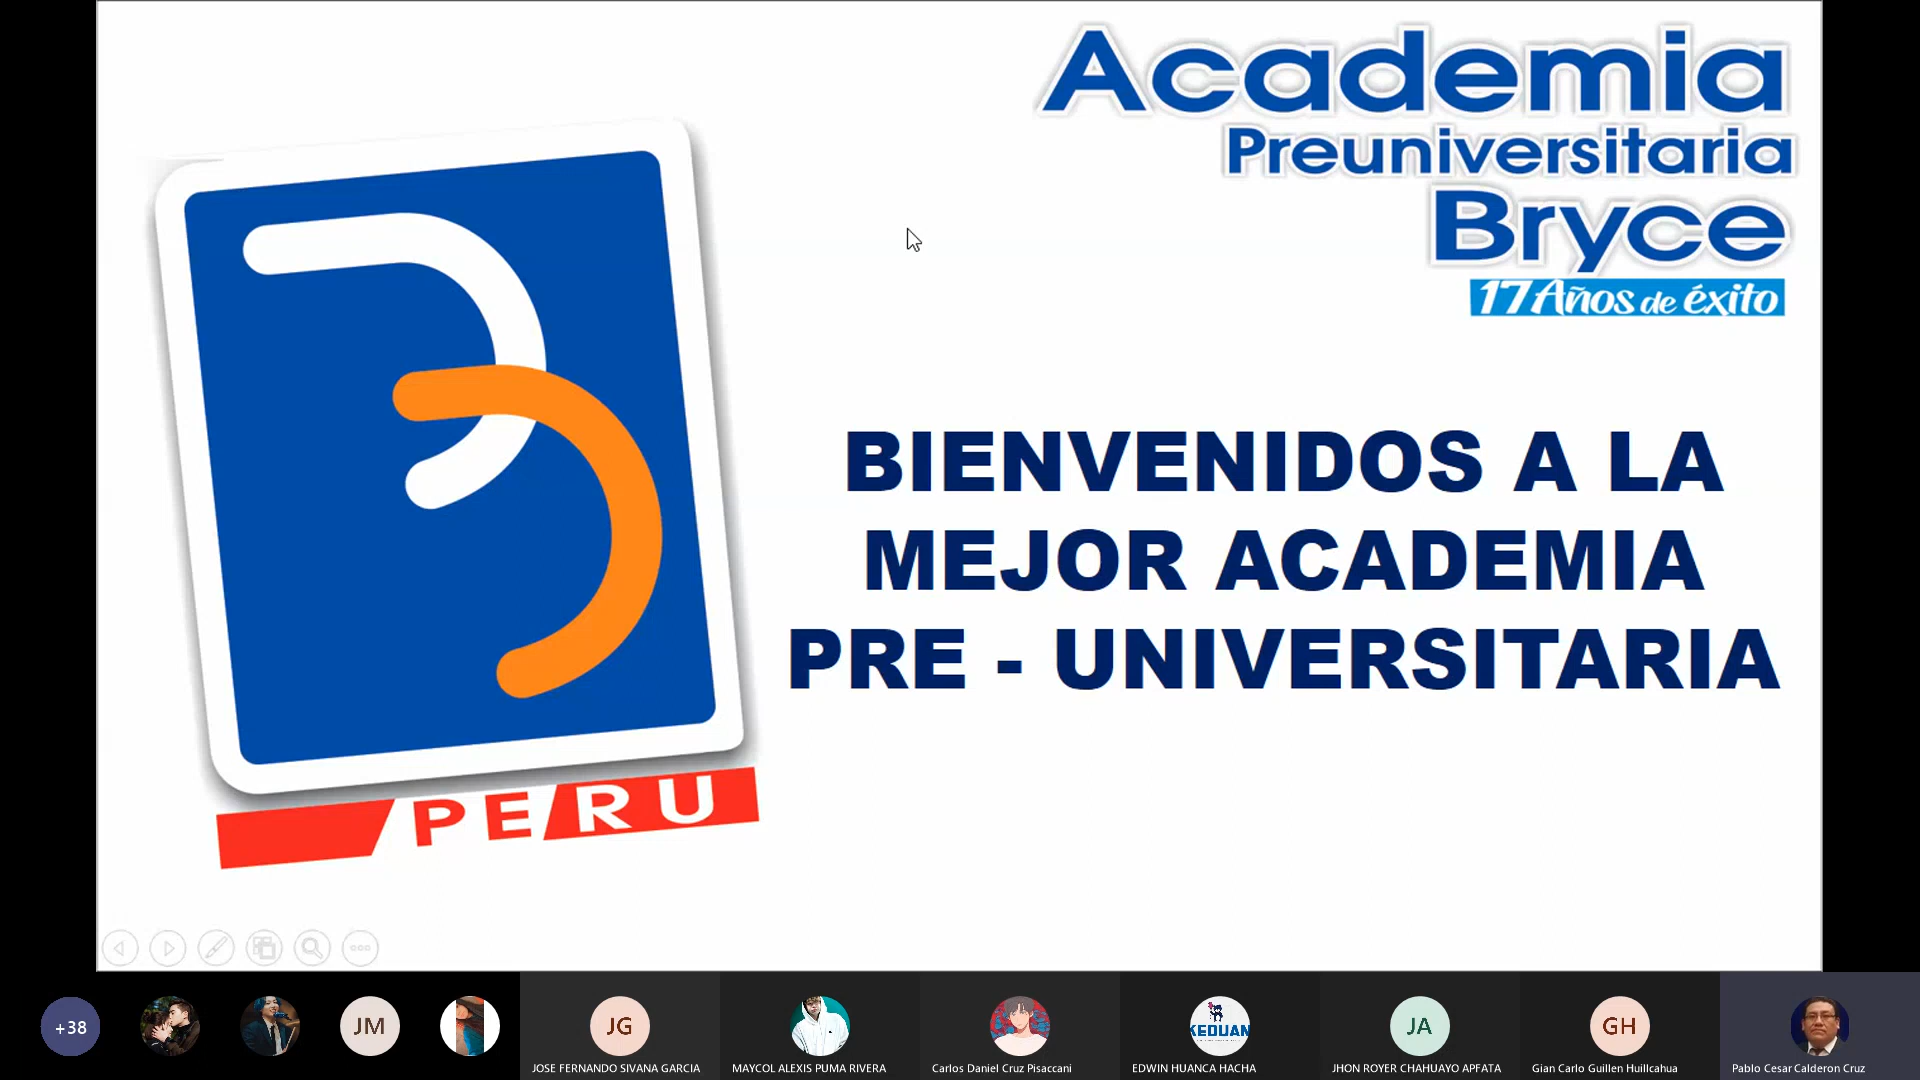 Academia
Preuniversitaria
Bryce
17 Años de éxito
BIENVENIDOS A LA
MEJOR ACADEMIA
PRE - UNIVERSITARIA
PERU
+38
JM
JG
JA
GH
KEDUAN
JOSE FERNANDO SIVANA GARCIA
MAYCOL ALEXIS PUMA RIVERA
Carlos Daniel Cruz Pisaccani
EDWIN HUANCA HACHA
JHON ROYER CHAHUAYO APFATA
Gian Carlo Guillen Huillcahua
Pablo Cesar Calderon Cruz